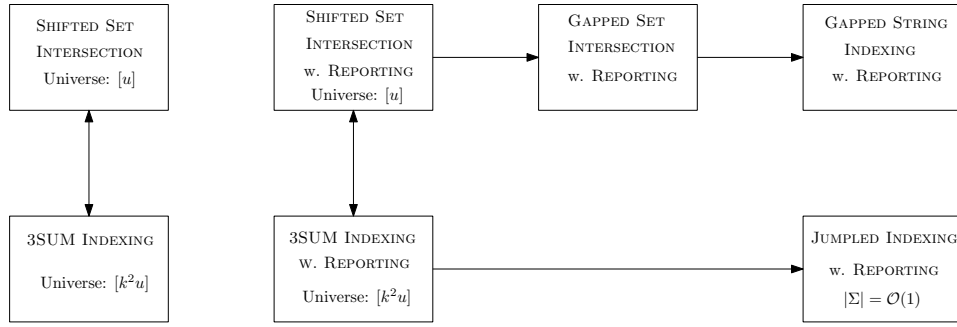 SHIFTED SET
INTERSECTION
Universe: [u]
SHIFTED SET
INTERSECTION
w. REPORTING
Universe: [u]
GAPPED SET
INTERSECTION
w. REPORTING
GAPPED STRING
INDEXING
w. REPORTING
3SUM INDEXING
Universe: [k²u]
3SUM INDEXING
w. REPORTING
Universe: [k²u]
JUMPLED INDEXING
w. REPORTING
|Σ| = 𝒪(1)